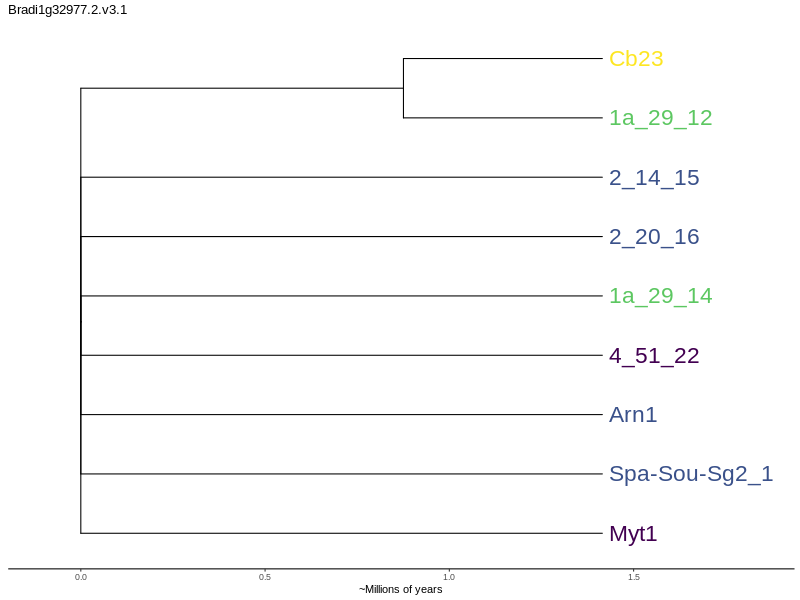 Bradi1g32977.2.v3.1
Cb23
1a_29_12
2_14_15
2_20_16
1a_29_14
4_51_22
Arn1
Spa-Sou-Sg2_1
Myt1
0.0 0.5 1.0 1.5
~Millions of years